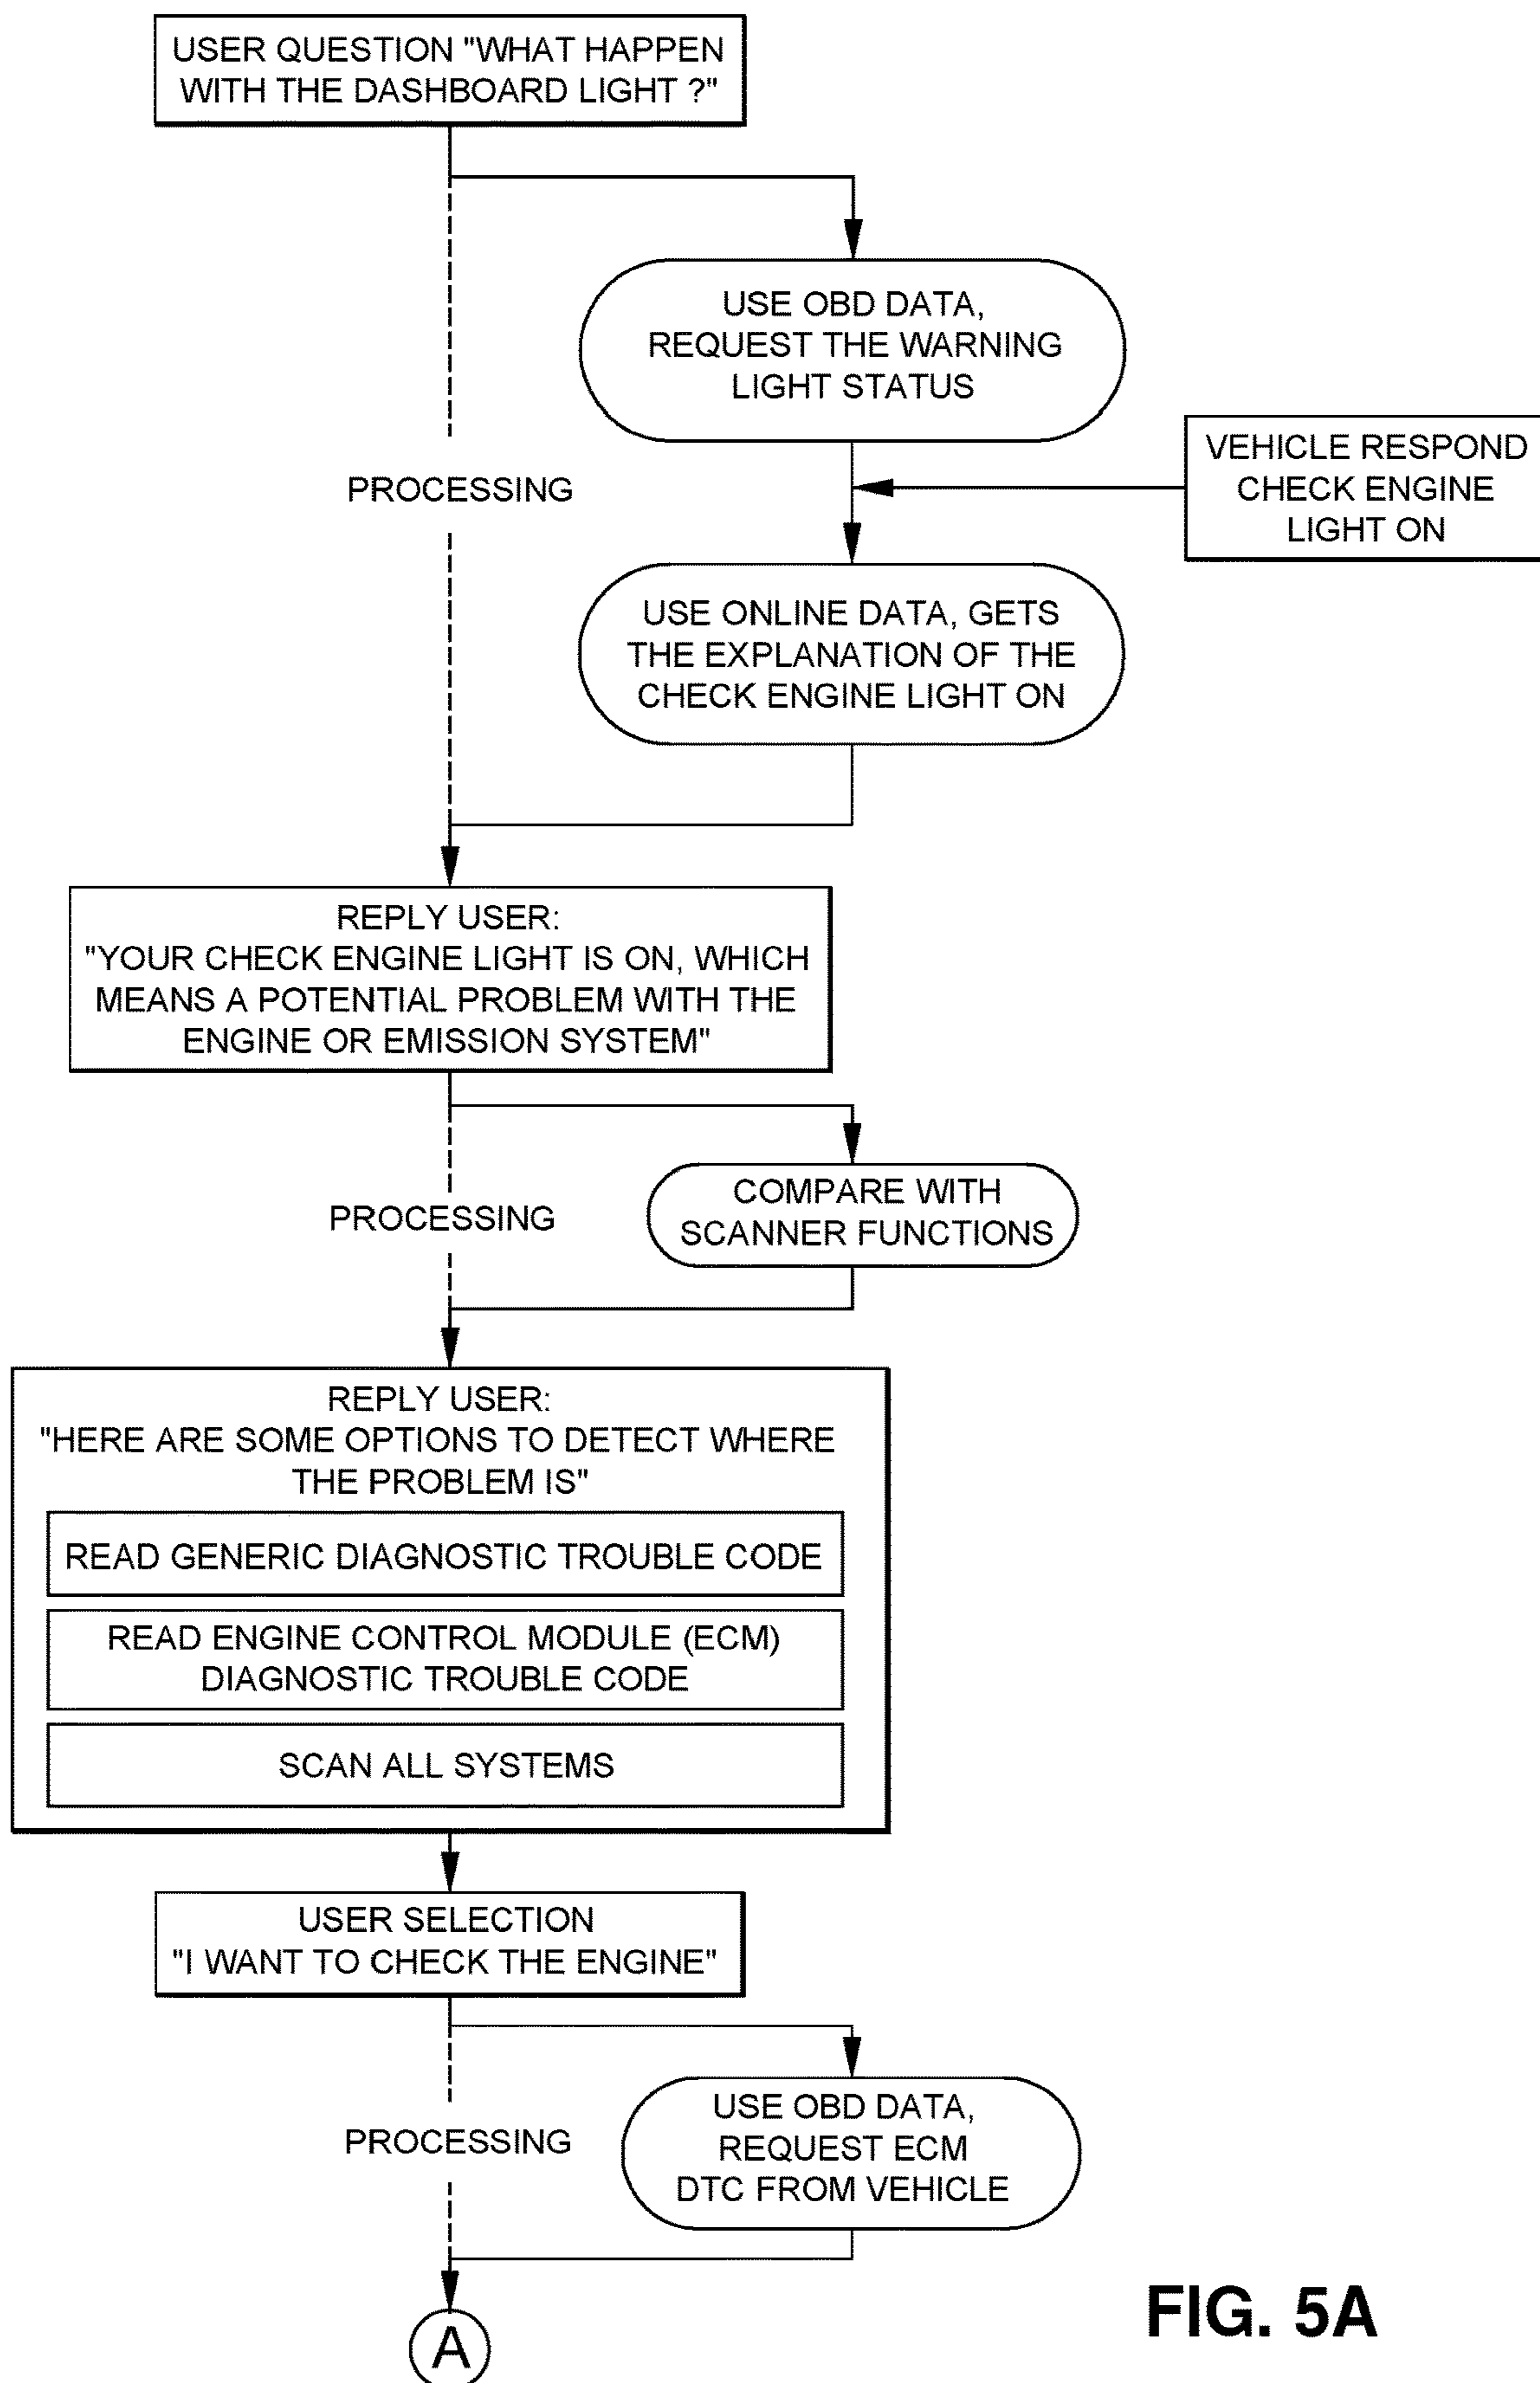 USER QUESTION "WHAT HAPPEN
WITH THE DASHBOARD LIGHT ?"
USE OBD DATA,
REQUEST THE WARNING
LIGHT STATUS
VEHICLE RESPOND
CHECK ENGINE
LIGHT ON
PROCESSING
USE ONLINE DATA, GETS
THE EXPLANATION OF THE
CHECK ENGINE LIGHT ON
REPLY USER:
"YOUR CHECK ENGINE LIGHT IS ON, WHICH
MEANS A POTENTIAL PROBLEM WITH THE
ENGINE OR EMISSION SYSTEM"
COMPARE WITH
SCANNER FUNCTIONS
PROCESSING
REPLY USER:
"HERE ARE SOME OPTIONS TO DETECT WHERE
THE PROBLEM IS"
READ GENERIC DIAGNOSTIC TROUBLE CODE
READ ENGINE CONTROL MODULE (ECM)
DIAGNOSTIC TROUBLE CODE
SCAN ALL SYSTEMS
USER SELECTION
"I WANT TO CHECK THE ENGINE"
USE OBD DATA,
REQUEST ECM
DTC FROM VEHICLE
PROCESSING
A
FIG. 5A